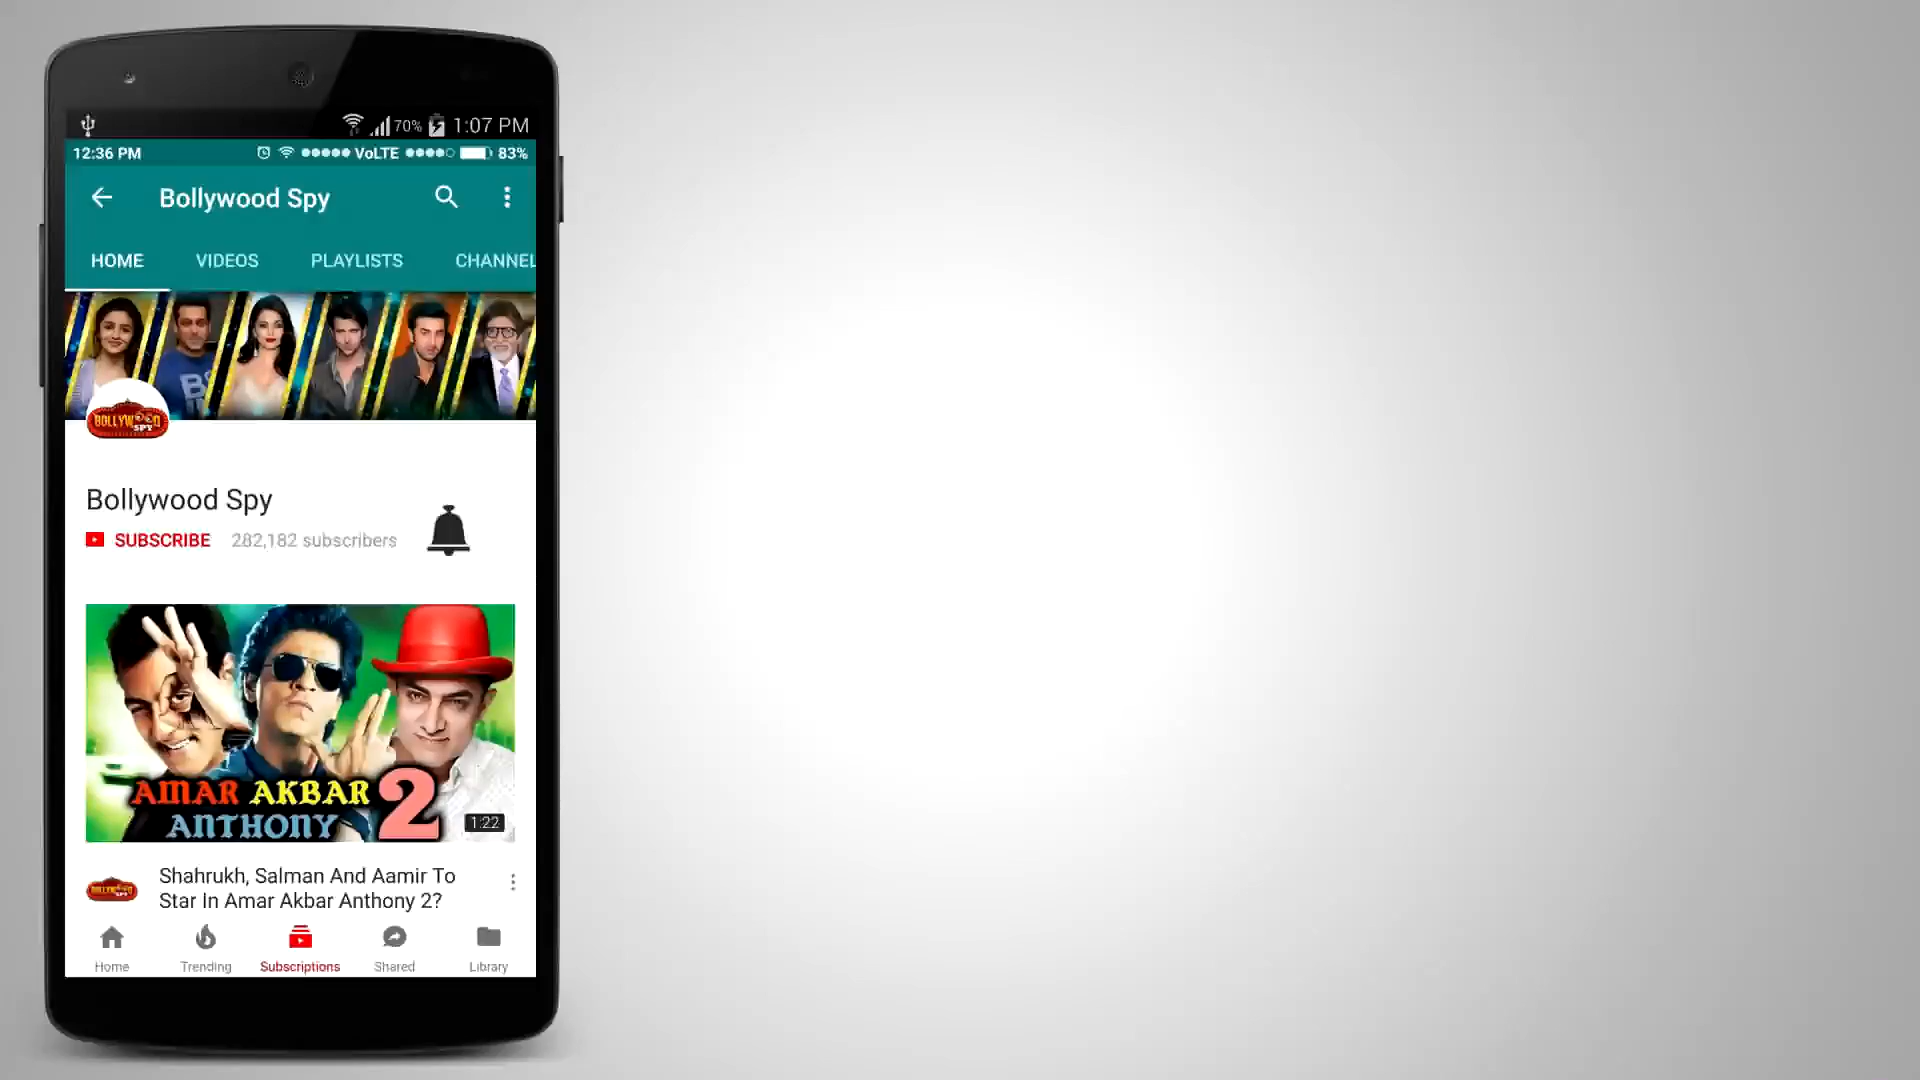 70% 1:07 PM
12:36 PM VoLTE 83%
Bollywood Spy
HOME VIDEOS PLAYLISTS CHANNEL
BOLLYWOOD
SPY
Bollywood Spy
SUBSCRIBE 282,182 subscribers
AMAR AKBAR 2
ANTHONY
1:22
Shahrukh, Salman And Aamir To
Star In Amar Akbar Anthony 2?
Home Trending Subscriptions Shared Library